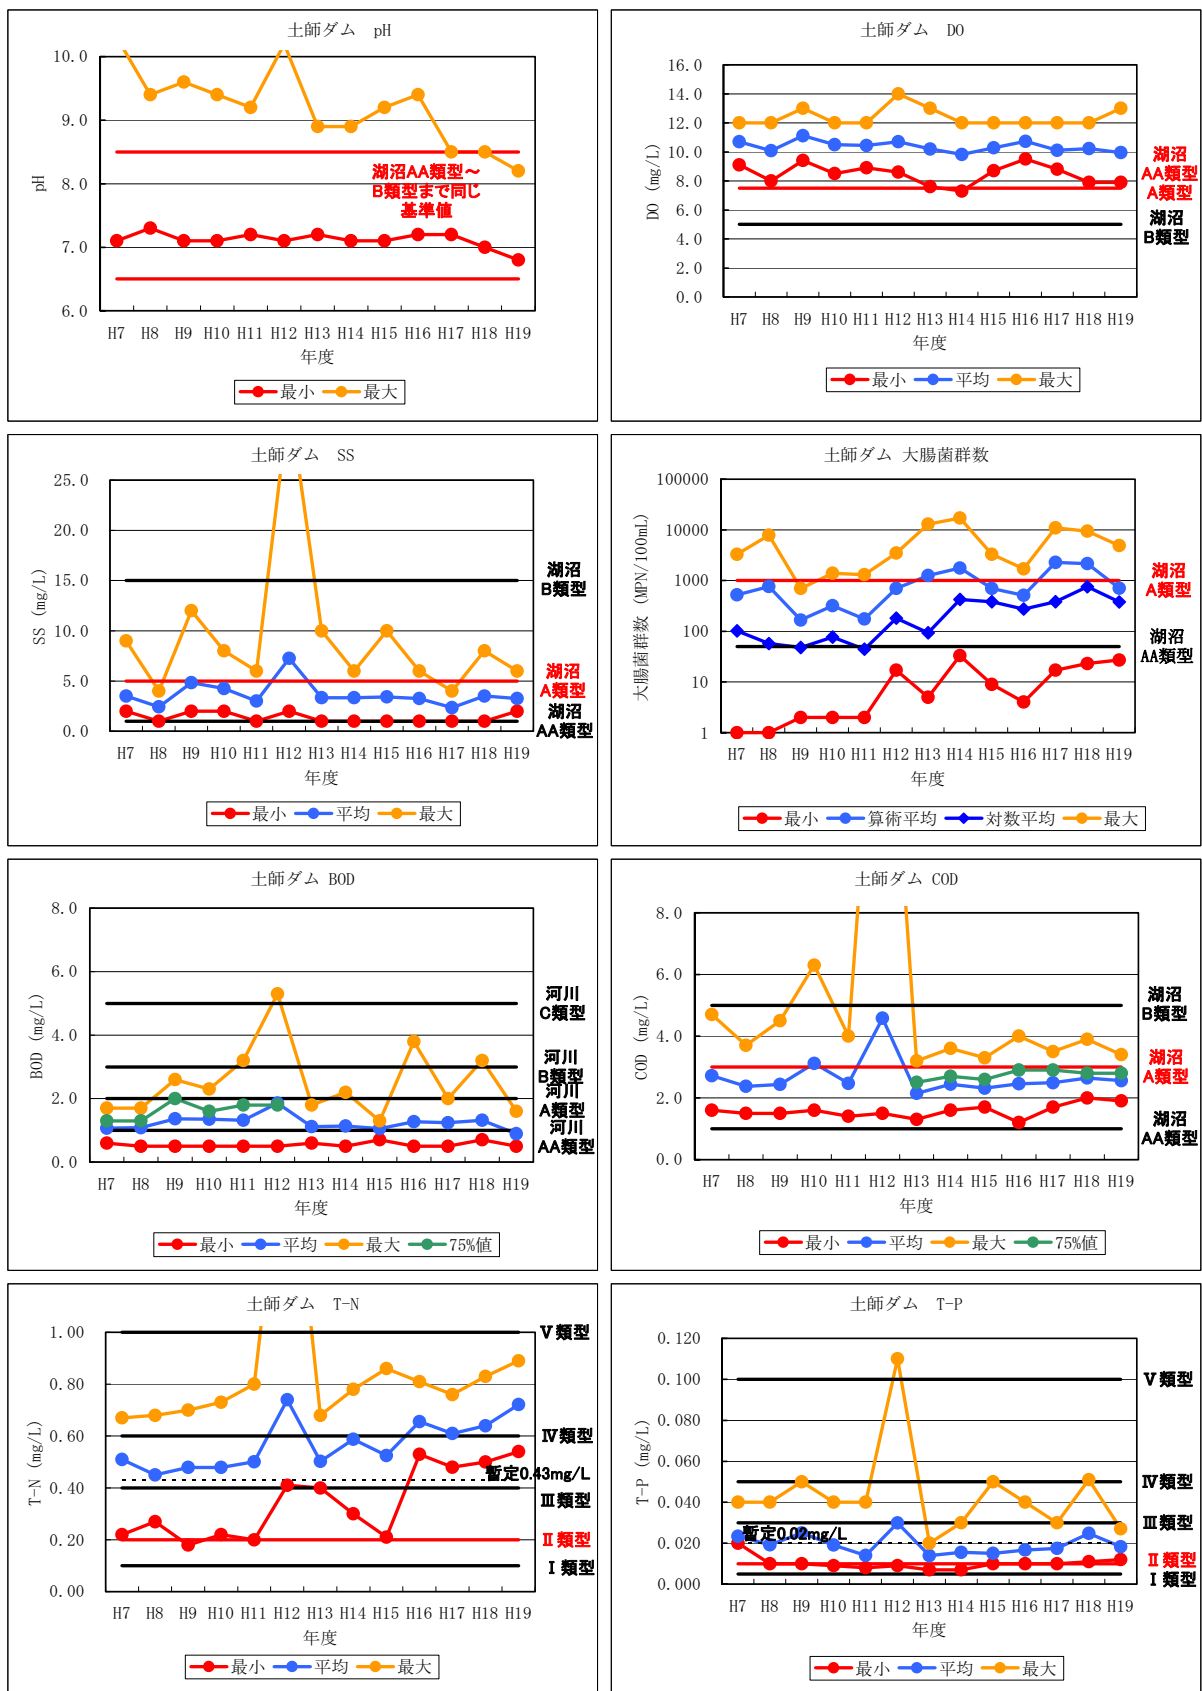 土師ダム　pH
10.0
9.0
8.0
7.0
6.0
pH
湖沼AA類型～
B類型まで同じ
基準値
H7 H8 H9 H10 H11 H12 H13 H14 H15 H16 H17 H18 H19
年度
最小 最大
土師ダム　DO
16.0
14.0
12.0
10.0
8.0
6.0
4.0
2.0
0.0
DO (mg/L)
湖沼
AA類型
A類型
湖沼
B類型
H7 H8 H9 H10 H11 H12 H13 H14 H15 H16 H17 H18 H19
年度
最小 平均 最大
土師ダム　SS
25.0
20.0
15.0
10.0
5.0
0.0
SS (mg/L)
湖沼
B類型
湖沼
A類型
湖沼
AA類型
H7 H8 H9 H10 H11 H12 H13 H14 H15 H16 H17 H18 H19
年度
最小 平均 最大
土師ダム 大腸菌群数
100000
10000
1000
100
10
1
大腸菌群数 (MPN/100mL)
湖沼
A類型
湖沼
AA類型
H7 H8 H9 H10 H11 H12 H13 H14 H15 H16 H17 H18 H19
年度
最小 算術平均 対数平均 最大
土師ダム BOD
8.0
6.0
4.0
2.0
0.0
BOD (mg/L)
河川
C類型
河川
B類型
河川
A類型
河川
AA類型
H7 H8 H9 H10 H11 H12 H13 H14 H15 H16 H17 H18 H19
年度
最小 平均 最大 75%値
土師ダム COD
8.0
6.0
4.0
2.0
0.0
COD (mg/L)
湖沼
B類型
湖沼
A類型
湖沼
AA類型
H7 H8 H9 H10 H11 H12 H13 H14 H15 H16 H17 H18 H19
年度
最小 平均 最大 75%値
土師ダム　T-N
1.00
0.80
0.60
0.40
0.20
0.00
T-N (mg/L)
Ⅴ類型
Ⅳ類型
暫定0.43mg/L
Ⅲ類型
Ⅱ類型
Ⅰ類型
H7 H8 H9 H10 H11 H12 H13 H14 H15 H16 H17 H18 H19
年度
最小 平均 最大
土師ダム　T-P
0.120
0.100
0.080
0.060
0.040
0.020
0.000
T-P (mg/L)
Ⅴ類型
Ⅳ類型
Ⅲ類型
暫定0.02mg/L
Ⅱ類型
Ⅰ類型
H7 H8 H9 H10 H11 H12 H13 H14 H15 H16 H17 H18 H19
年度
最小 平均 最大